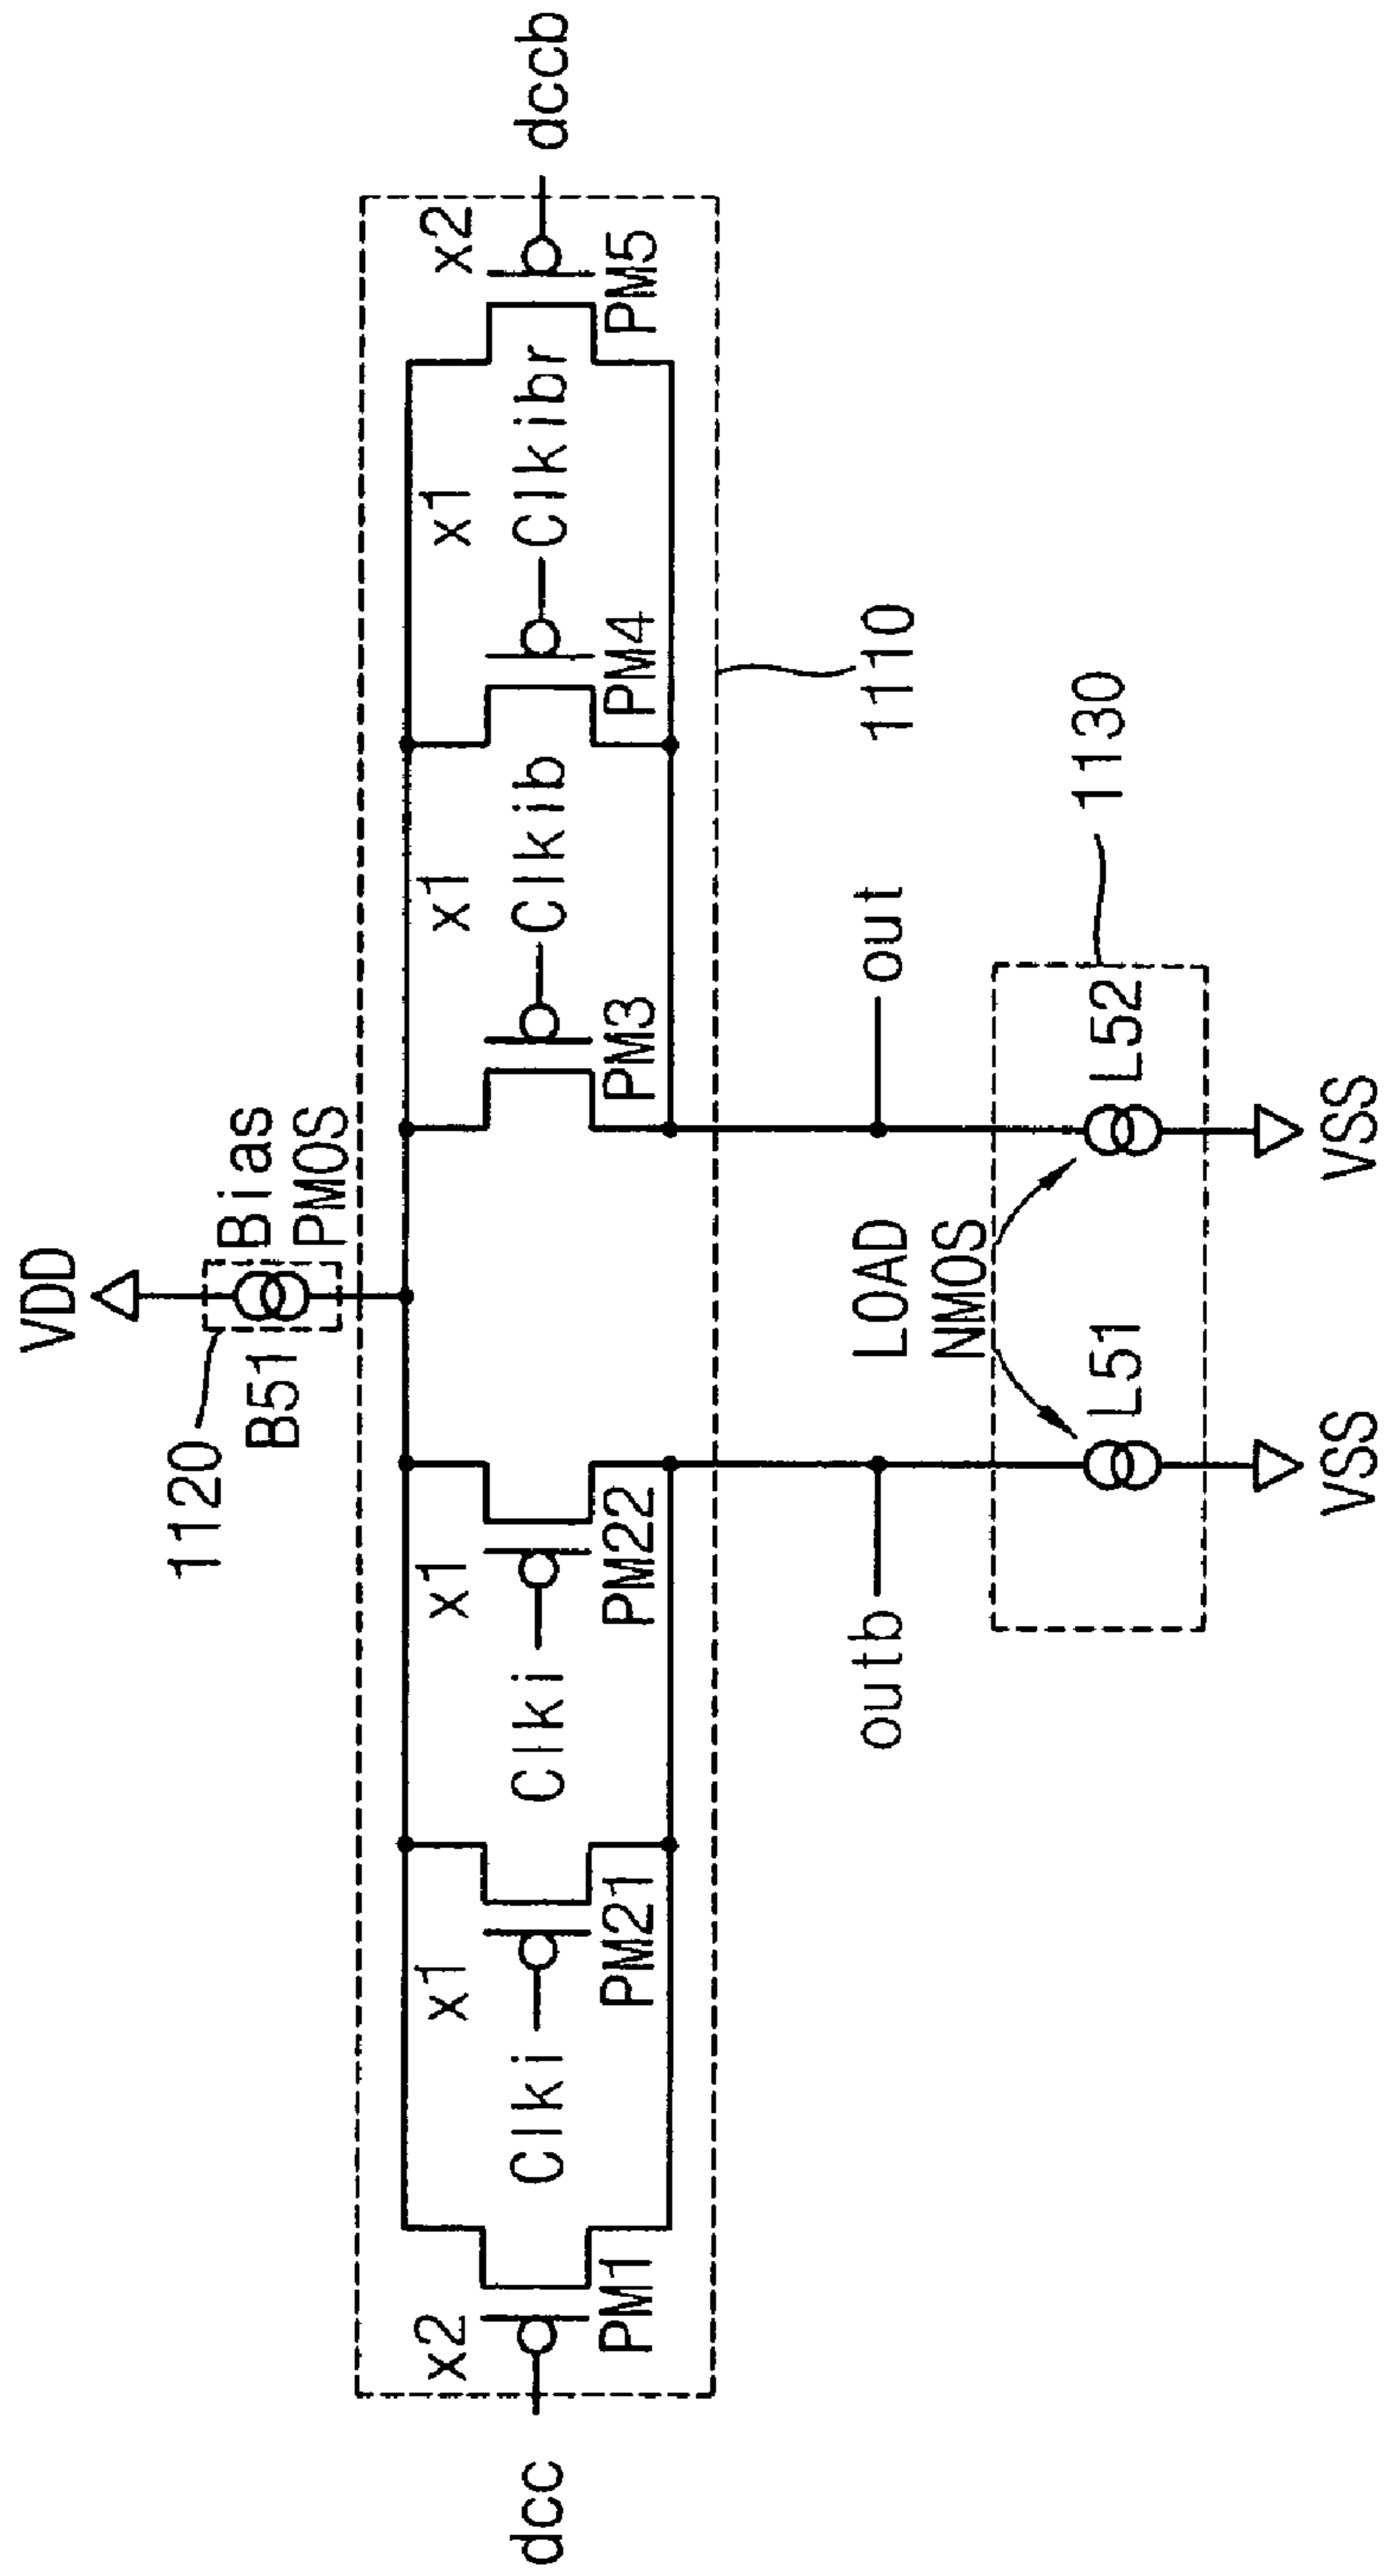 VDD
1120
B51
Bias
PMOS
x2
x1
x1
x1
x1
x2
dcc
Clki
Clki
Clkib
Clkibr
dccb
PM1
PM21
PM22
PM3
PM4
PM5
1110
outb
out
LOAD
NMOS
1130
L51
L52
VSS
VSS